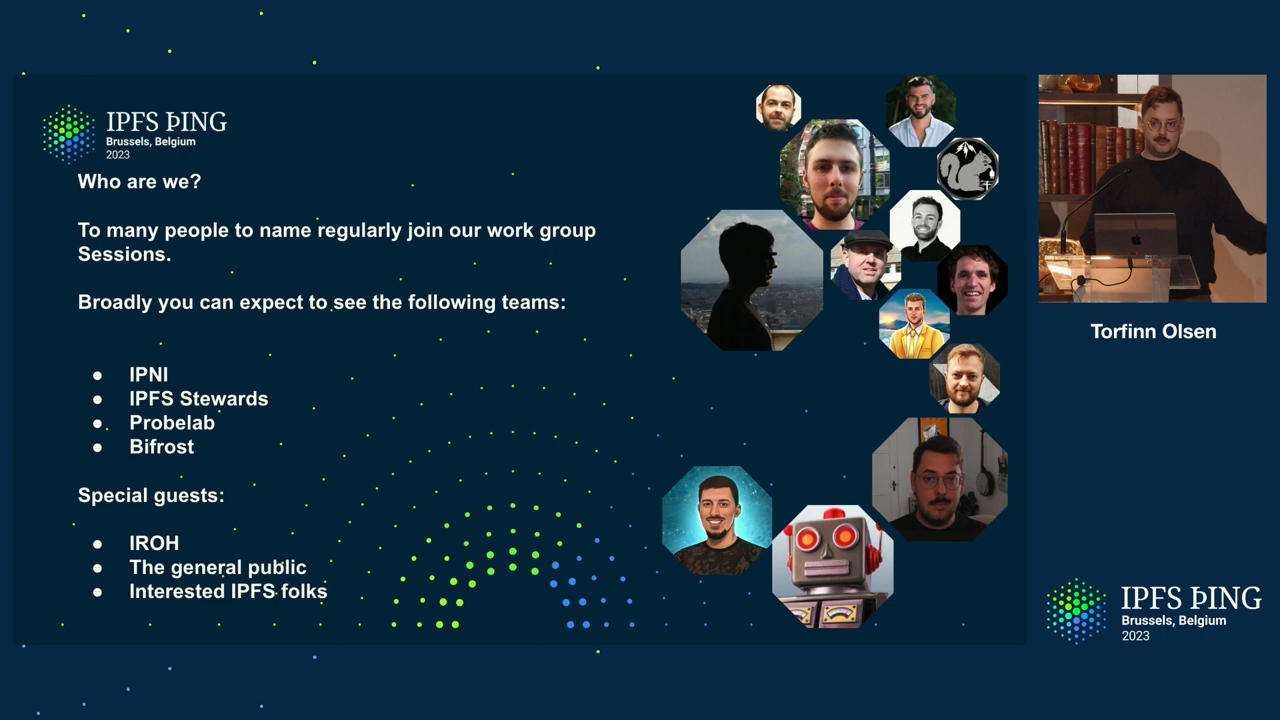 IPFS ÞING
Brussels, Belgium
2023
Who are we?
To many people to name regularly join our work group
Sessions.
Broadly you can expect to see the following teams:
● IPNI
● IPFS Stewards
● Probelab
● Bifrost
Special guests:
● IROH
● The general public
● Interested IPFS folks
Torfinn Olsen
IPFS ÞING
Brussels, Belgium
2023